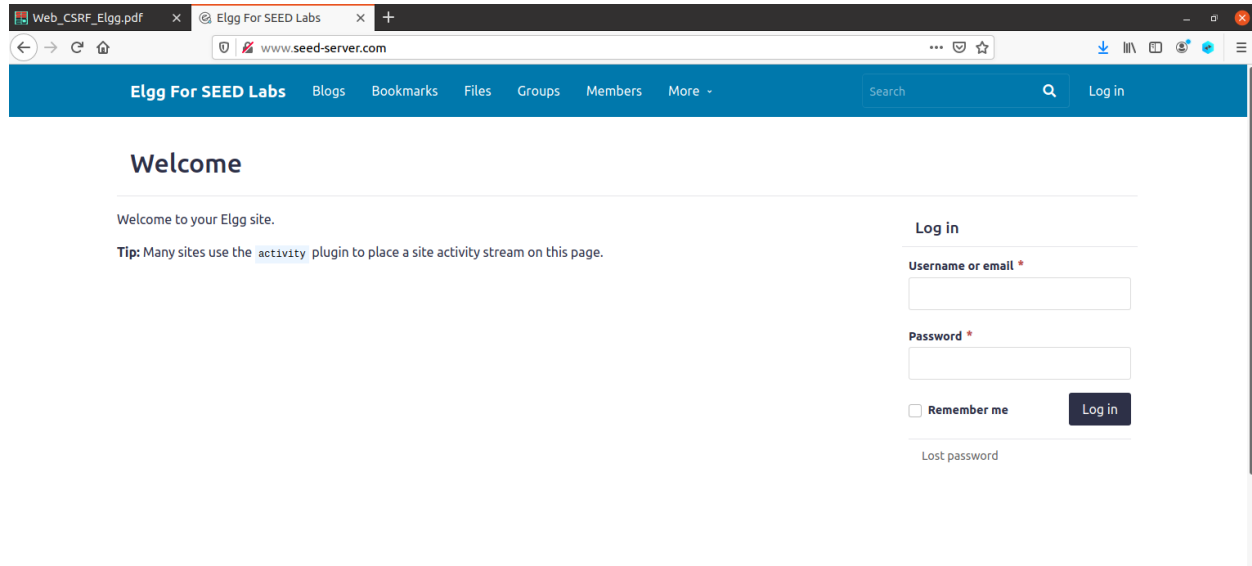 Web_CSRF_Elgg.pdf Elgg For SEED Labs
www.seed-server.com
Elgg For SEED Labs Blogs Bookmarks Files Groups Members More Search Log in
Welcome
Welcome to your Elgg site.
Tip: Many sites use the activity plugin to place a site activity stream on this page.
Log in
Username or email *
Password *
Remember me Log in
Lost password